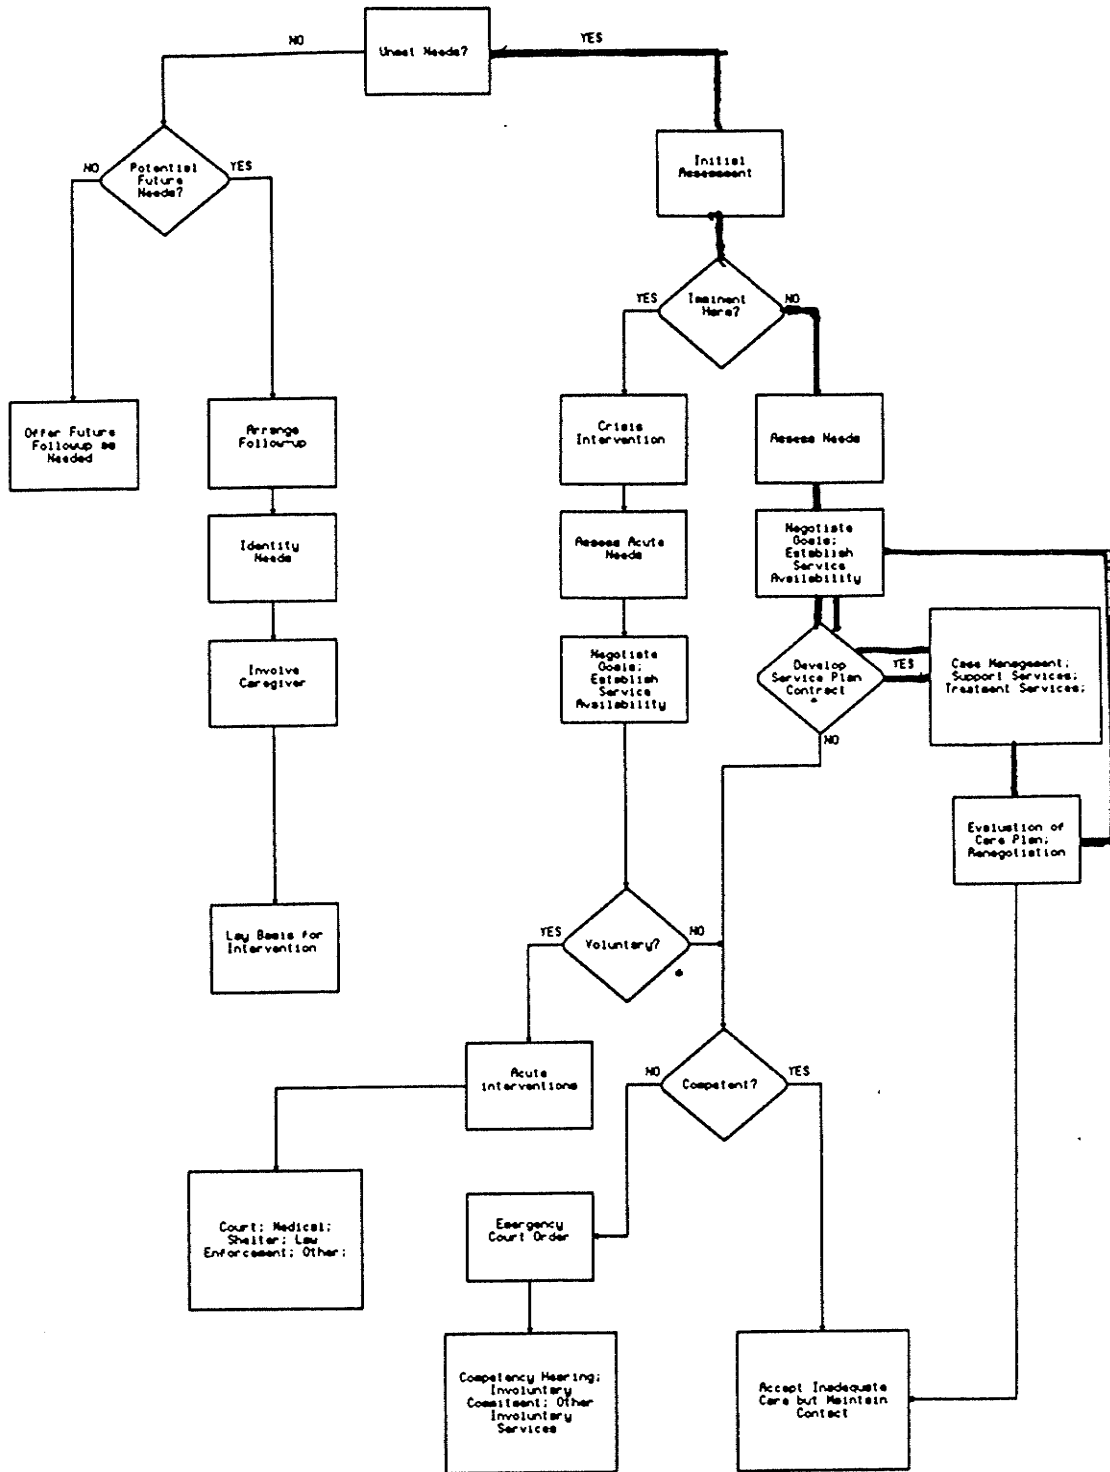 NO
YES
Unmet Needs?
Initial
Assessment
NO
Potential
Future
Needs?
YES
YES
Imminent
Harm?
NO
Offer Future
Followup as
Needed
Arrange
Follow-up
Crisis
Intervention
Assess Needs
Identity
Needs
Assess Acute
Needs
Negotiate
Goals;
Establish
Service
Availability
Involve
Caregiver
Negotiate
Goals;
Establish
Service
Availability
Develop
Service Plan
Contract
*
YES
NO
Case Management;
Support Services;
Treatment Services;
Evaluation of
Care Plan;
Renegotiation
Lay Basis for
Intervention
YES
Voluntary?
NO
*
Acute
interventions
NO
Competent?
YES
Court; Medical;
Shelter; Law
Enforcement; Other;
Emergency
Court Order
Competency Hearing;
Involuntary
Commitment; Other
Involuntary
Services
Accept Inadequate
Care but Maintain
Contact